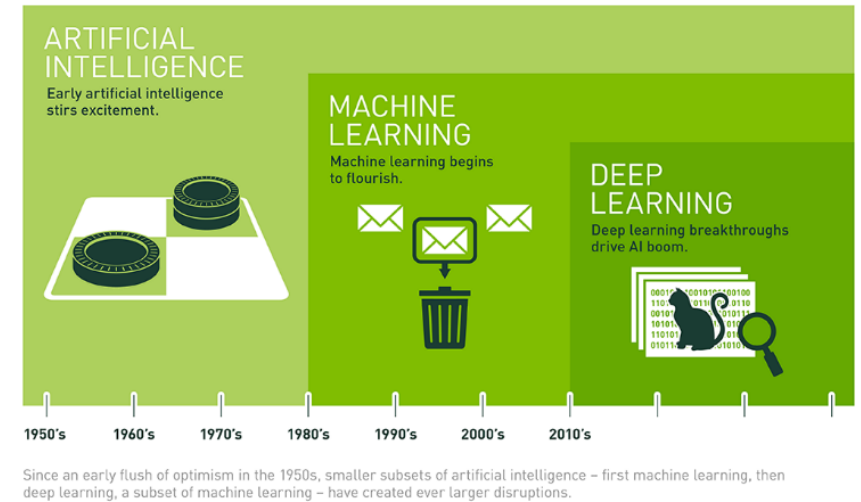 ARTIFICIAL
INTELLIGENCE
Early artificial intelligence
stirs excitement.
MACHINE
LEARNING
Machine learning begins
to flourish.
DEEP
LEARNING
Deep learning breakthroughs
drive AI boom.
1950's
1960's
1970's
1980's
1990's
2000's
2010's
Since an early flush of optimism in the 1950s, smaller subsets of artificial intelligence – first machine learning, then
deep learning, a subset of machine learning – have created ever larger disruptions.